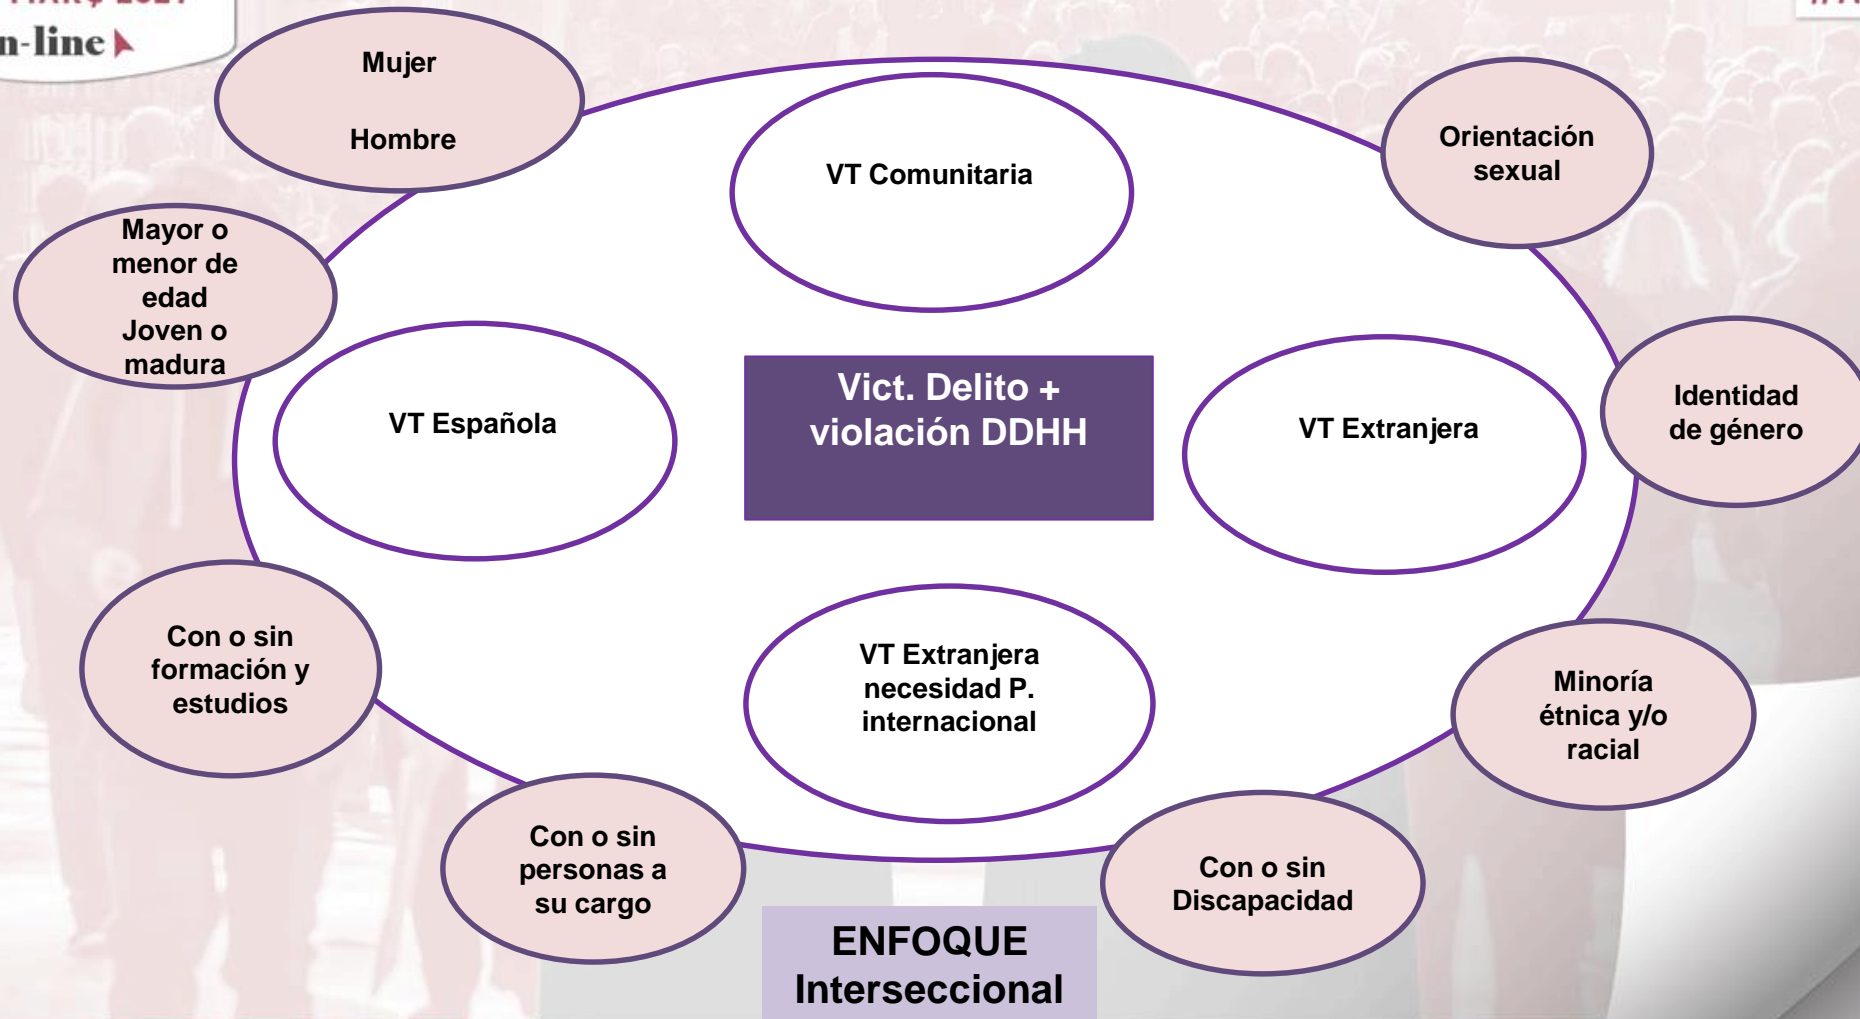 n-line
Mujer
Hombre
VT Comunitaria
Orientación
sexual
Mayor o
menor de
edad
Joven o
madura
VT Española
Vict. Delito +
violación DDHH
VT Extranjera
Identidad
de género
Con o sin
formación y
estudios
VT Extranjera
necesidad P.
internacional
Minoría
étnica y/o
racial
Con o sin
personas a
su cargo
Con o sin
Discapacidad
ENFOQUE
Interseccional